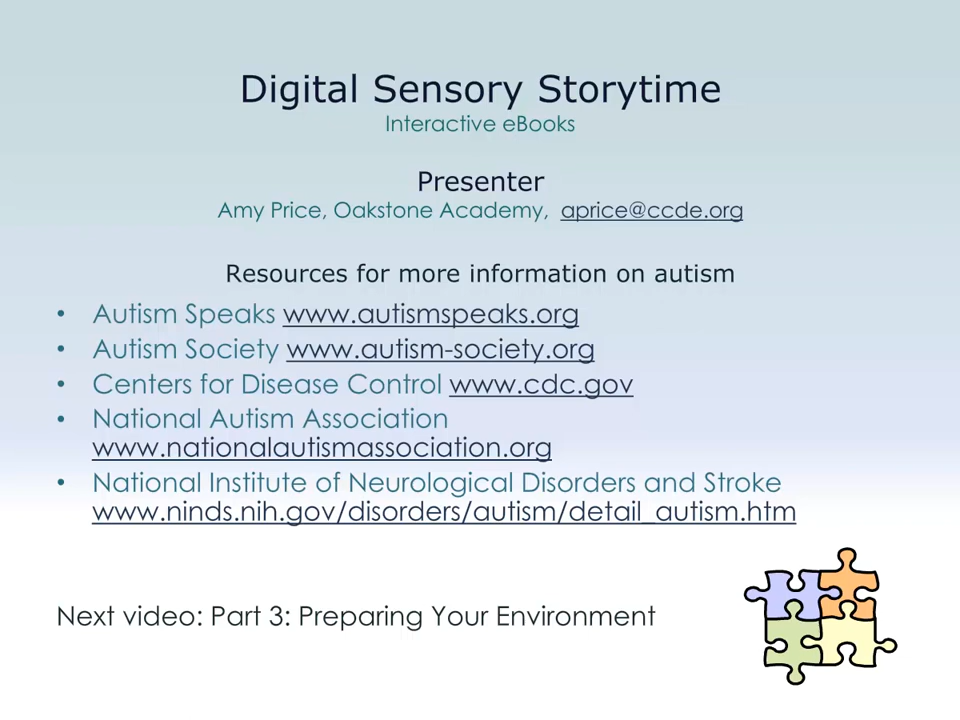 Digital Sensory Storytime
Interactive eBooks
Presenter
Amy Price, Oakstone Academy, aprice@ccde.org
Resources for more information on autism
• Autism Speaks www.autismspeaks.org
• Autism Society www.autism-society.org
• Centers for Disease Control www.cdc.gov
• National Autism Association
www.nationalautismassociation.org
• National Institute of Neurological Disorders and Stroke
www.ninds.nih.gov/disorders/autism/detail_autism.htm
Next video: Part 3: Preparing Your Environment